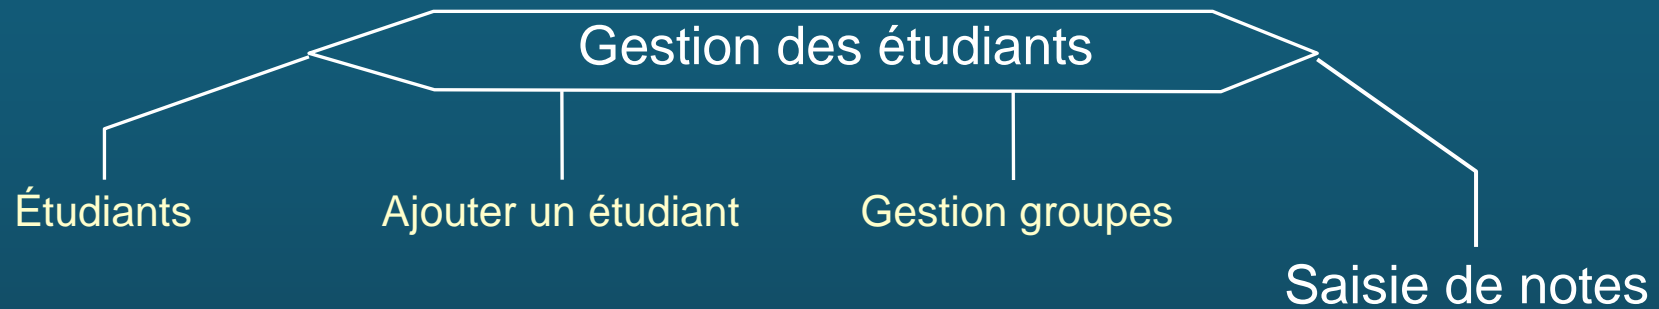 Gestion des étudiants
Étudiants
Ajouter un étudiant
Gestion groupes
Saisie de notes